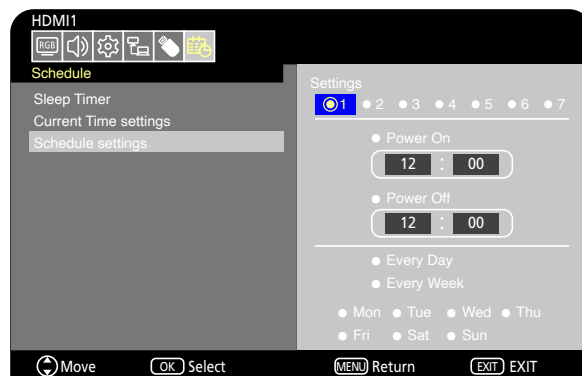 HDMI1
RGB
Schedule
Sleep Timer
Current Time settings
Schedule settings
Settings
1 2 3 4 5 6 7
Power On
12 : 00
Power Off
12 : 00
Every Day
Every Week
Mon Tue Wed Thu
Fri Sat Sun
Move OK Select MENU Return EXIT EXIT